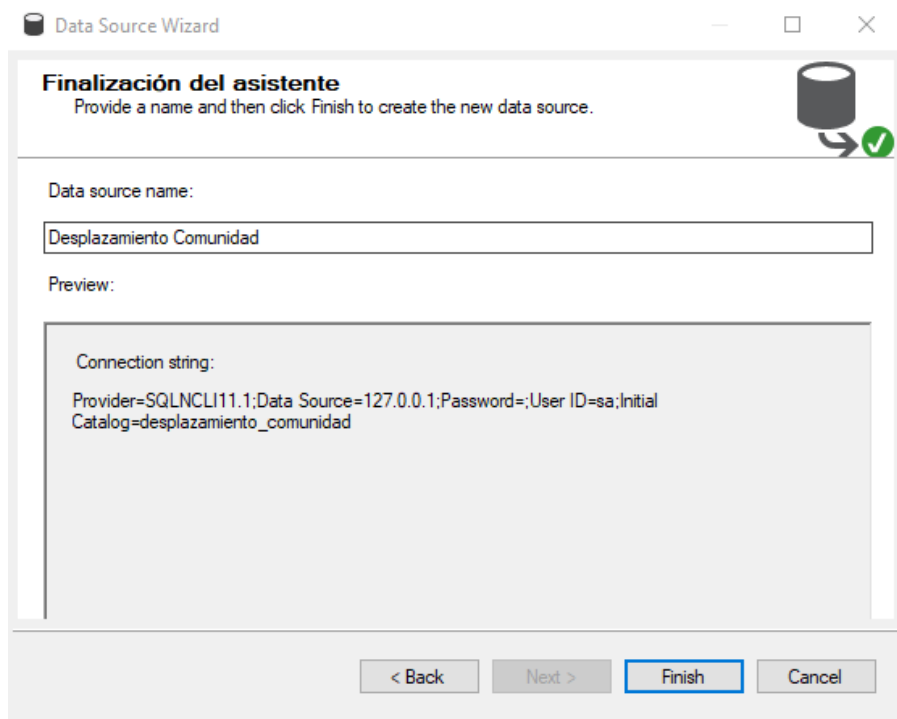 Data Source Wizard
Finalización del asistente
Provide a name and then click Finish to create the new data source.
Data source name:
Desplazamiento Comunidad
Preview:
Connection string:
Provider=SQLNCLI11.1;Data Source=127.0.0.1;Password=;User ID=sa;Initial
Catalog=desplazamiento_comunidad
< Back Next > Finish Cancel